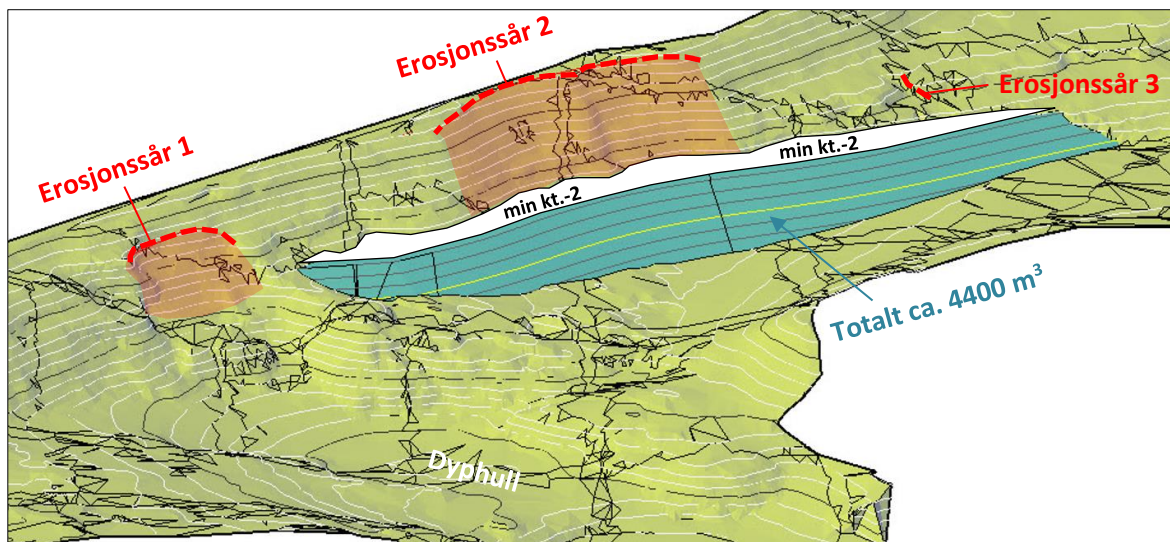 Erosjonssår 2
Erosjonssår 3
Erosjonssår 1
min kt.-2
min kt.-2
Totalt ca. 4400 m³
Dyphull